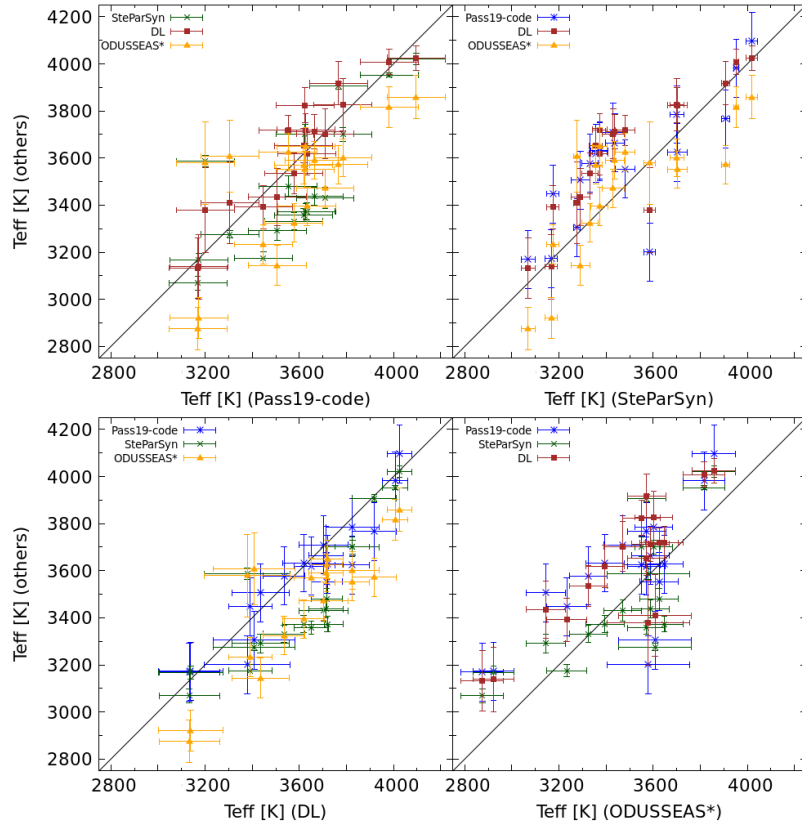 4200
4000
3800
3600
3400
3200
3000
2800
Teff [K] (others)
SteParSyn
DL
ODUSSEAS*
Pass19-code
DL
ODUSSEAS*
2800 3200 3600 4000
2800 3200 3600 4000
Teff [K] (Pass19-code)
Teff [K] (SteParSyn)
4200
4000
3800
3600
3400
3200
3000
2800
Teff [K] (others)
Pass19-code
SteParSyn
ODUSSEAS*
Pass19-code
SteParSyn
DL
2800 3200 3600 4000
2800 3200 3600 4000
Teff [K] (DL)
Teff [K] (ODUSSEAS*)